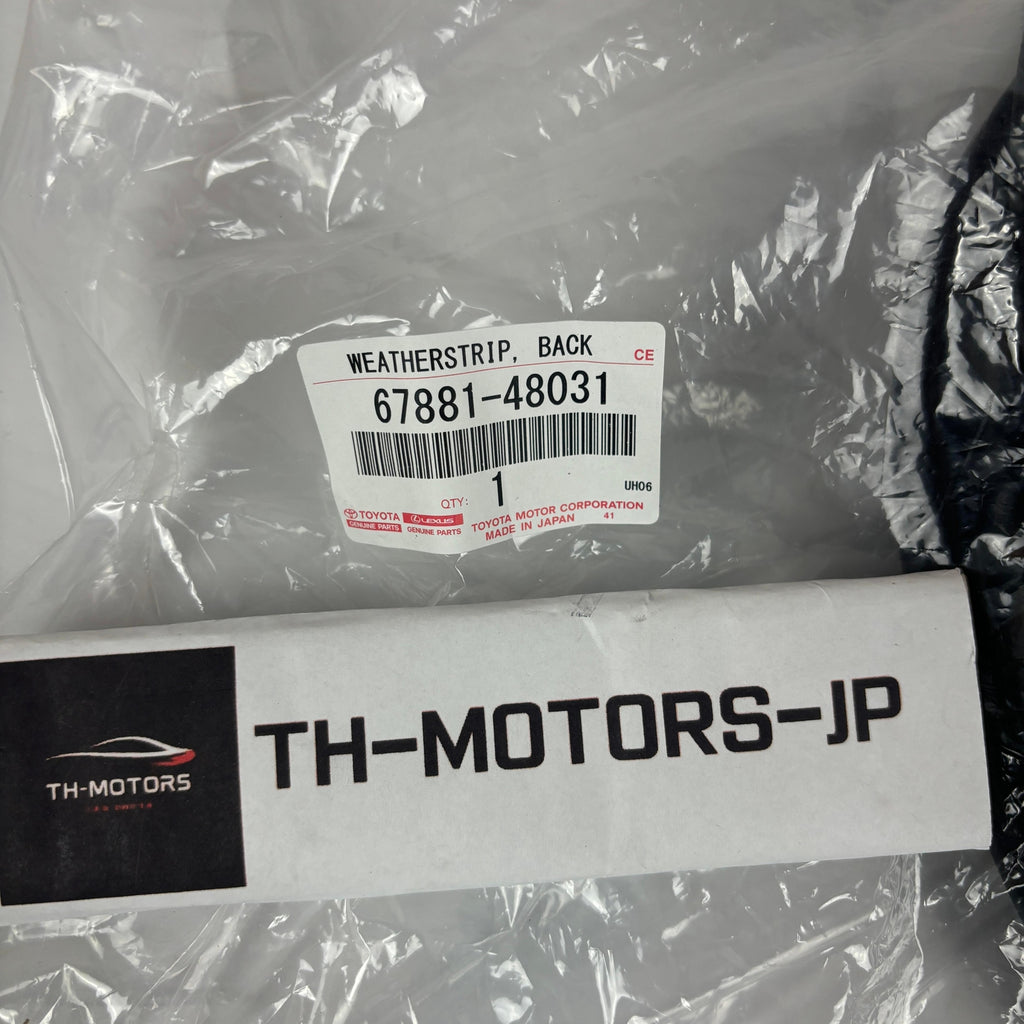 WEATHERSTRIP, BACK
CE
67881-48031
QTY: 1
UH06
TOYOTA
GENUINE PARTS
LEXUS
GENUINE PARTS
TOYOTA MOTOR CORPORATION
MADE IN JAPAN 41
TH-MOTORS-JP
TH-MOTORS